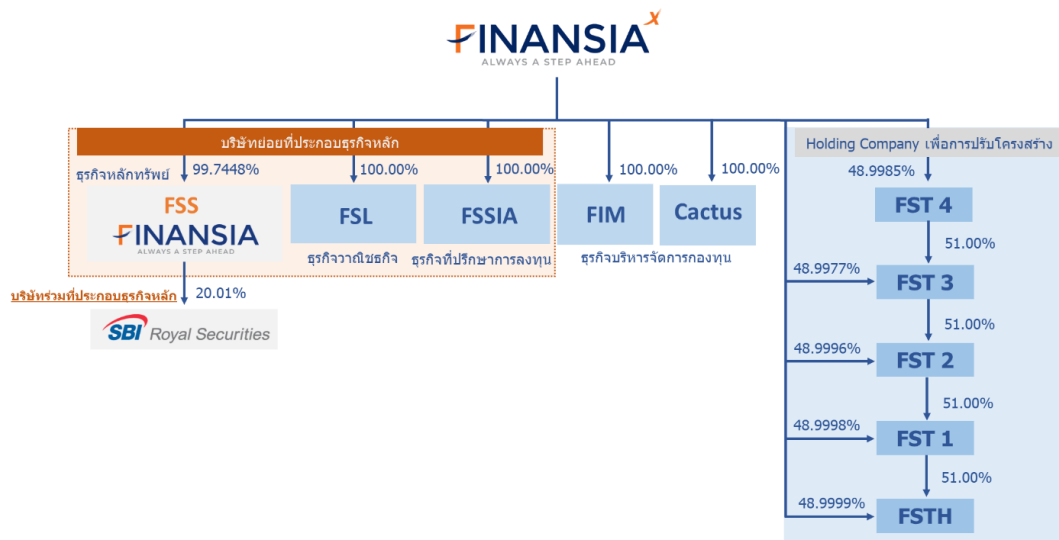 FINANSIA X
ALWAYS A STEP AHEAD
บริษัทย่อยที่ประกอบธุรกิจหลัก
Holding Company เพื่อการปรับโครงสร้าง
ธุรกิจหลักทรัพย์
99.7448%
100.00%
100.00%
100.00%
100.00%
48.9985%
FSS
FINANSIA
ALWAYS A STEP AHEAD
FSL
FSSIA
FIM
Cactus
FST 4
ธุรกิจวาณิชธกิจ
ธุรกิจที่ปรึกษาการลงทุน
ธุรกิจบริหารจัดการกองทุน
51.00%
บริษัทร่วมที่ประกอบธุรกิจหลัก
20.01%
48.9977%
FST 3
SBI Royal Securities
51.00%
48.9996%
FST 2
51.00%
48.9998%
FST 1
51.00%
48.9999%
FSTH